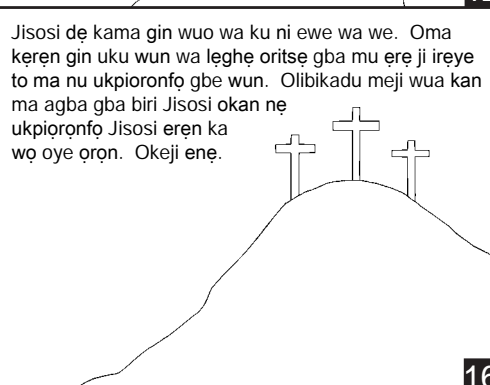 Jisosi dẹ kama gin wuo wa ku ni ewe wa we. Oma
kẹrẹn gin uku wun wa lẹghẹ oritsẹ gba mu ẹrẹ ji irẹye
to ma nu ukpioronfọ gbe wun. Olibikadu meji wua kan
ma agba gba biri Jisosi okan nẹ
ukpiọrọnfọ Jisosi erẹn ka
wọ oye ọrọn. Okeji enẹ.
16